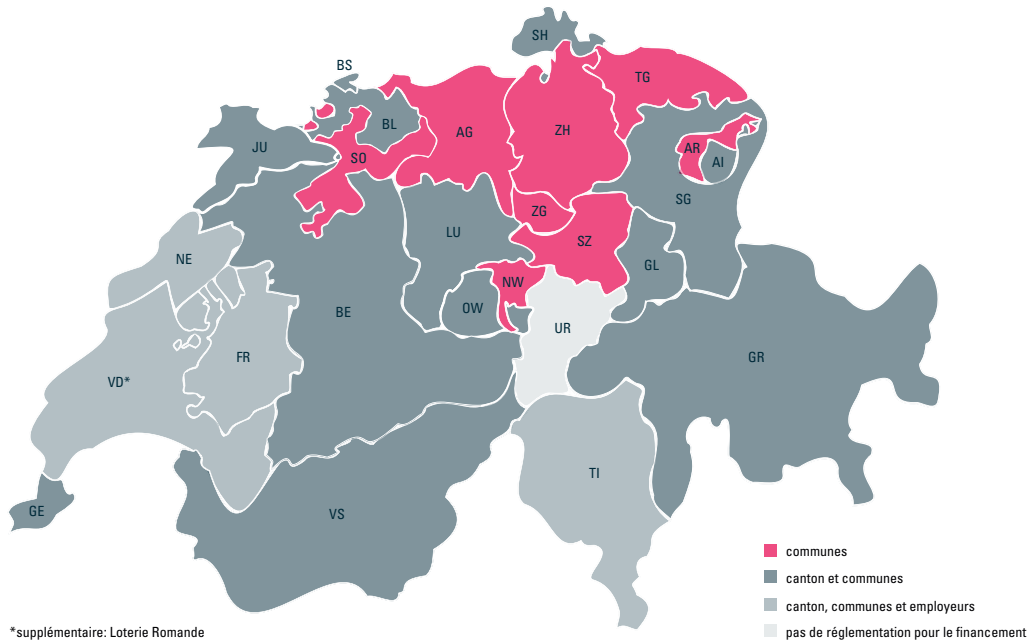 SH
BS
TG
BL
AG
ZH
JU
SO
AR
AI
SG
ZG
LU
SZ
NE
GL
NW
OW
BE
UR
FR
GR
VD*
TI
GE
VS
communes
canton et communes
canton, communes et employeurs
*supplémentaire: Loterie Romande
pas de réglementation pour le financement